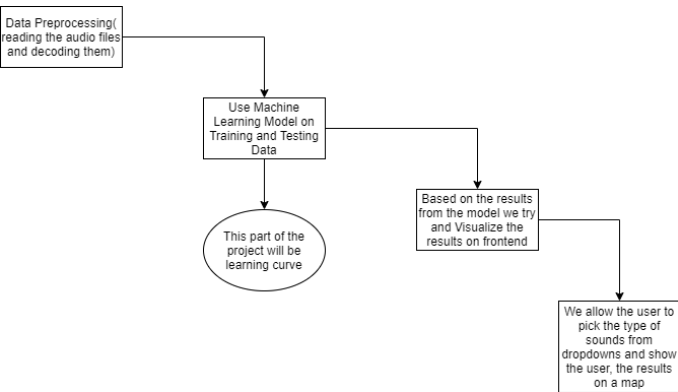 Data Preprocessing(
reading the audio files
and decoding them)
Use Machine
Learning Model on
Training and Testing
Data
This part of the
project will be
learning curve
Based on the results
from the model we try
and Visualize the
results on frontend
We allow the user to
pick the type of
sounds from
dropdowns and show
the user, the results
on a map